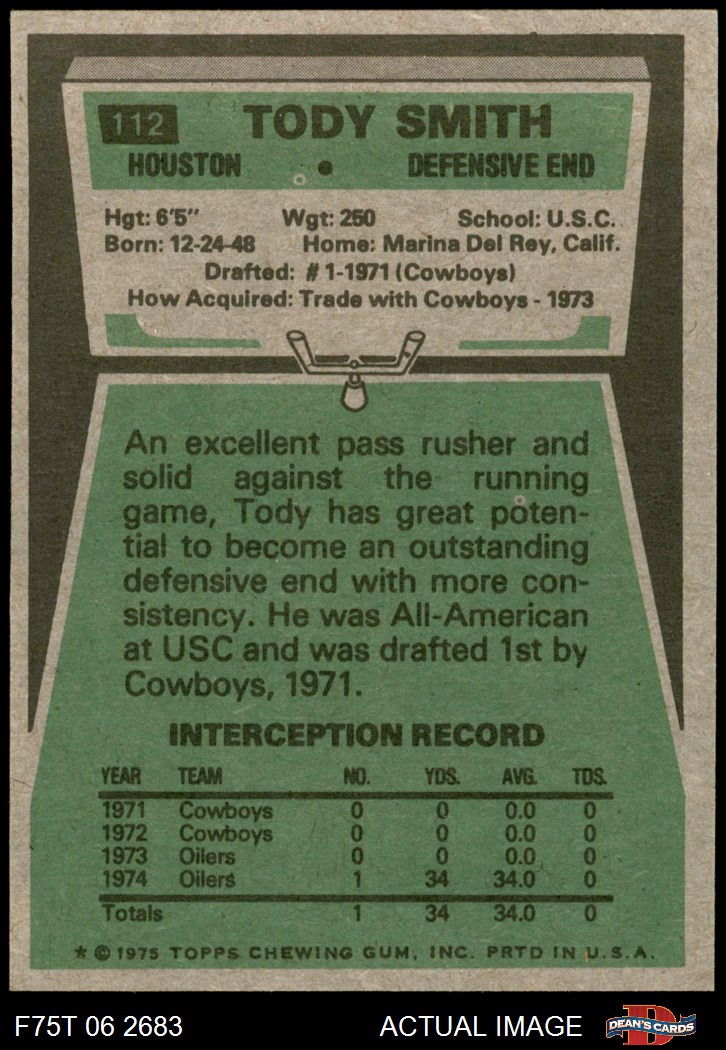 112 TODY SMITH
HOUSTON • DEFENSIVE END
Hgt: 6'5" Wgt: 250 School: U.S.C.
Born: 12-24-48 Home: Marina Del Rey, Calif.
Drafted: #1-1971 (Cowboys)
How Acquired: Trade with Cowboys - 1973
An excellent pass rusher and
solid against the running
game, Tody has great poten-
tial to become an outstanding
defensive end with more con-
sistency. He was All-American
at USC and was drafted 1st by
Cowboys, 1971.
INTERCEPTION RECORD
YEAR TEAM NO. YDS. AVG. TDS.
1971 Cowboys 0 0 0.0 0
1972 Cowboys 0 0 0.0 0
1973 Oilers 0 0 0.0 0
1974 Oilers 1 34 34.0 0
Totals 1 34 34.0 0
* © 1975 TOPPS CHEWING GUM, INC. PRTD IN U.S.A.
F75T 06 2683 ACTUAL IMAGE D DEAN'S CARDS